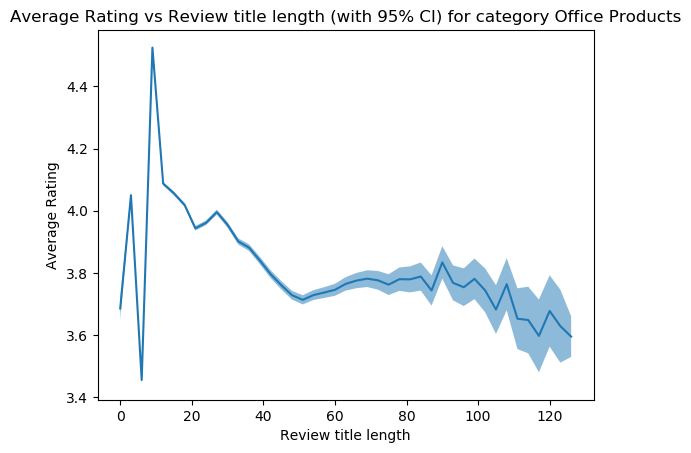 Average Rating vs Review title length (with 95% CI) for category Office Products
Average Rating
4.4
4.2
4.0
3.8
3.6
3.4
0 20 40 60 80 100 120
Review title length